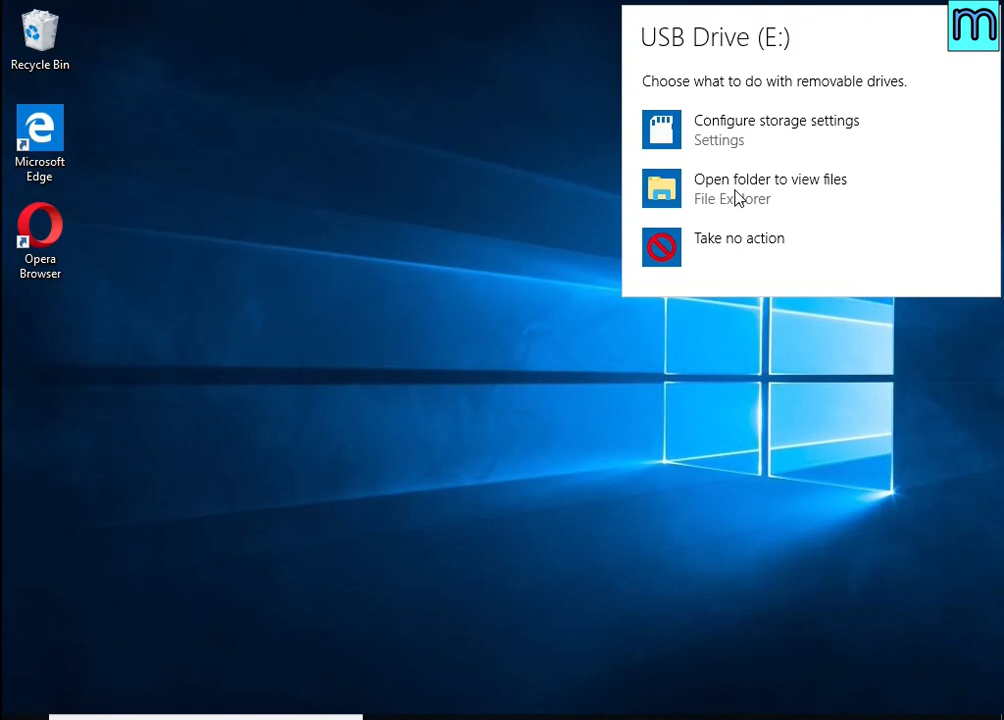 Recycle Bin
Microsoft
Edge
Opera
Browser
USB Drive (E:)
m
Choose what to do with removable drives.
Configure storage settings
Settings
Open folder to view files
File Explorer
Take no action